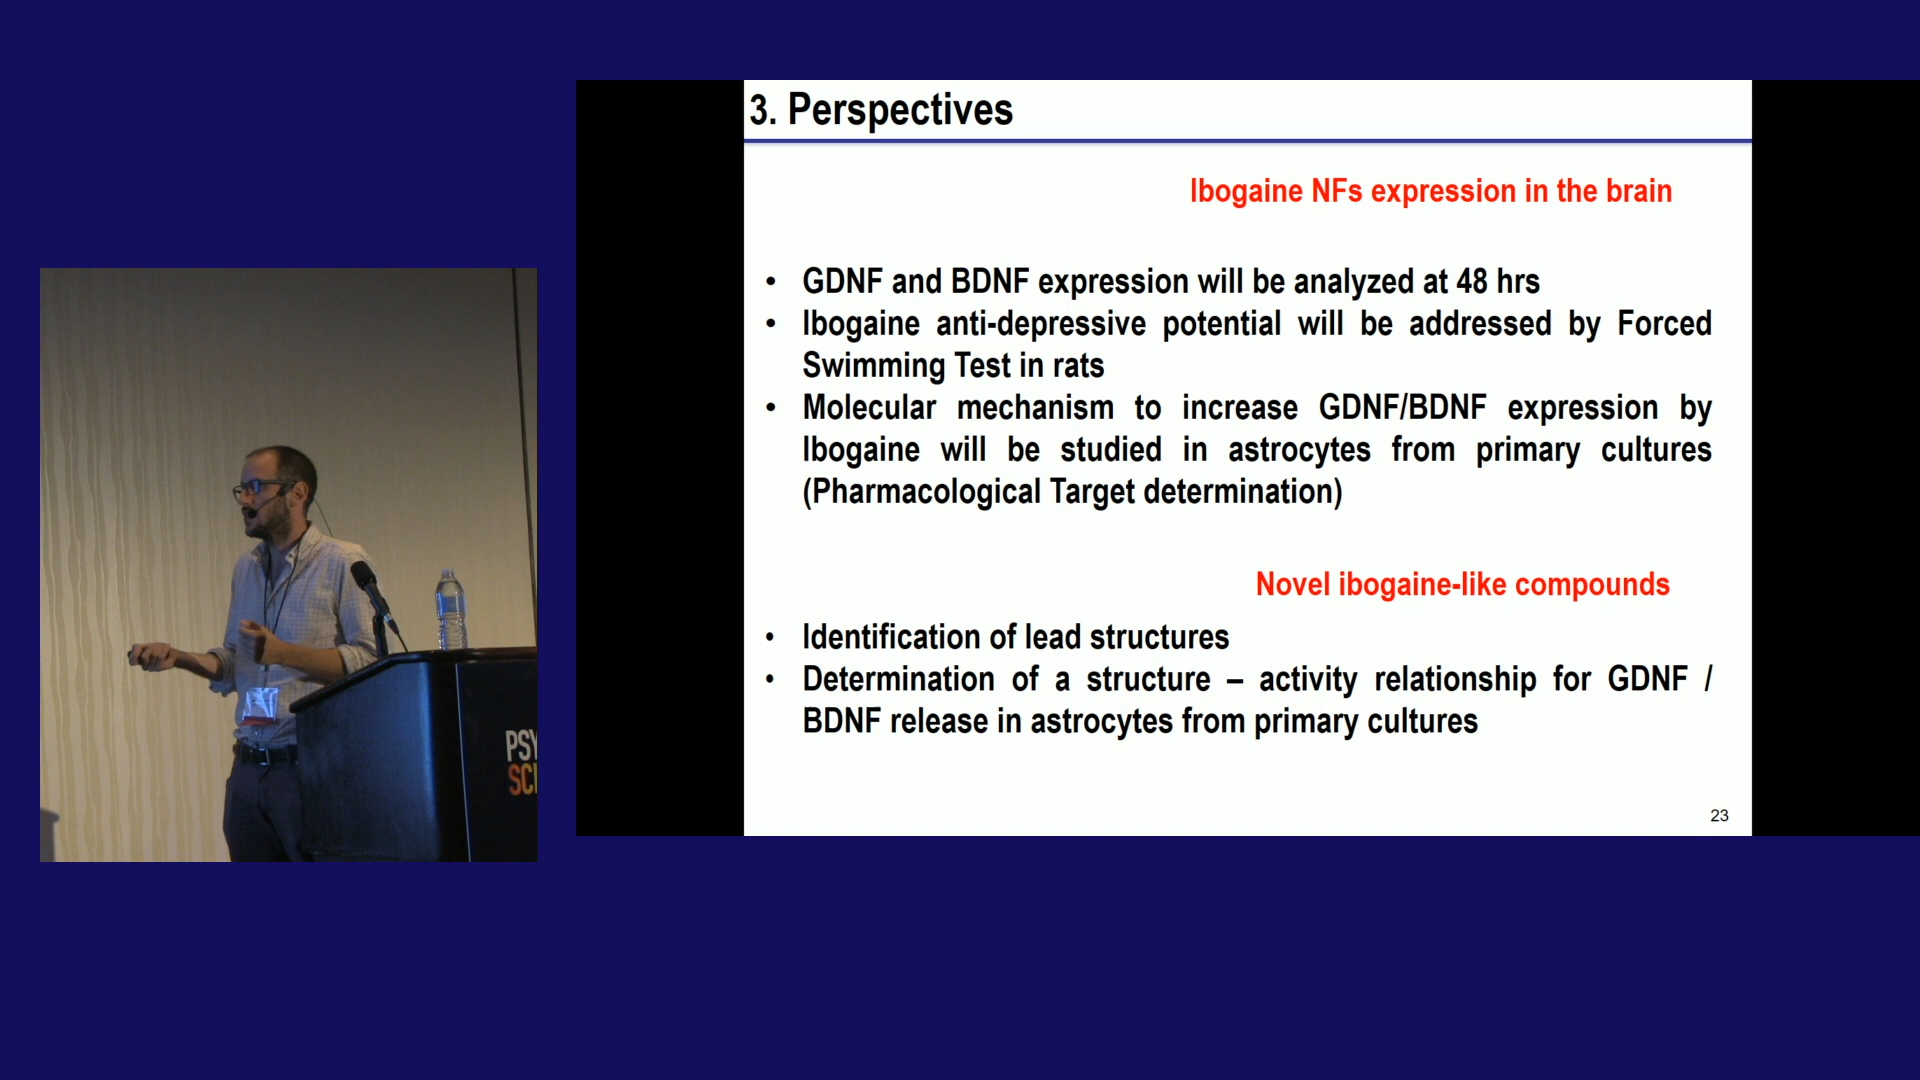 3. Perspectives
Ibogaine NFs expression in the brain
• GDNF and BDNF expression will be analyzed at 48 hrs
• Ibogaine anti-depressive potential will be addressed by Forced
Swimming Test in rats
• Molecular mechanism to increase GDNF/BDNF expression by
Ibogaine will be studied in astrocytes from primary cultures
(Pharmacological Target determination)
Novel ibogaine-like compounds
• Identification of lead structures
• Determination of a structure – activity relationship for GDNF /
BDNF release in astrocytes from primary cultures
23
PSY
SCI